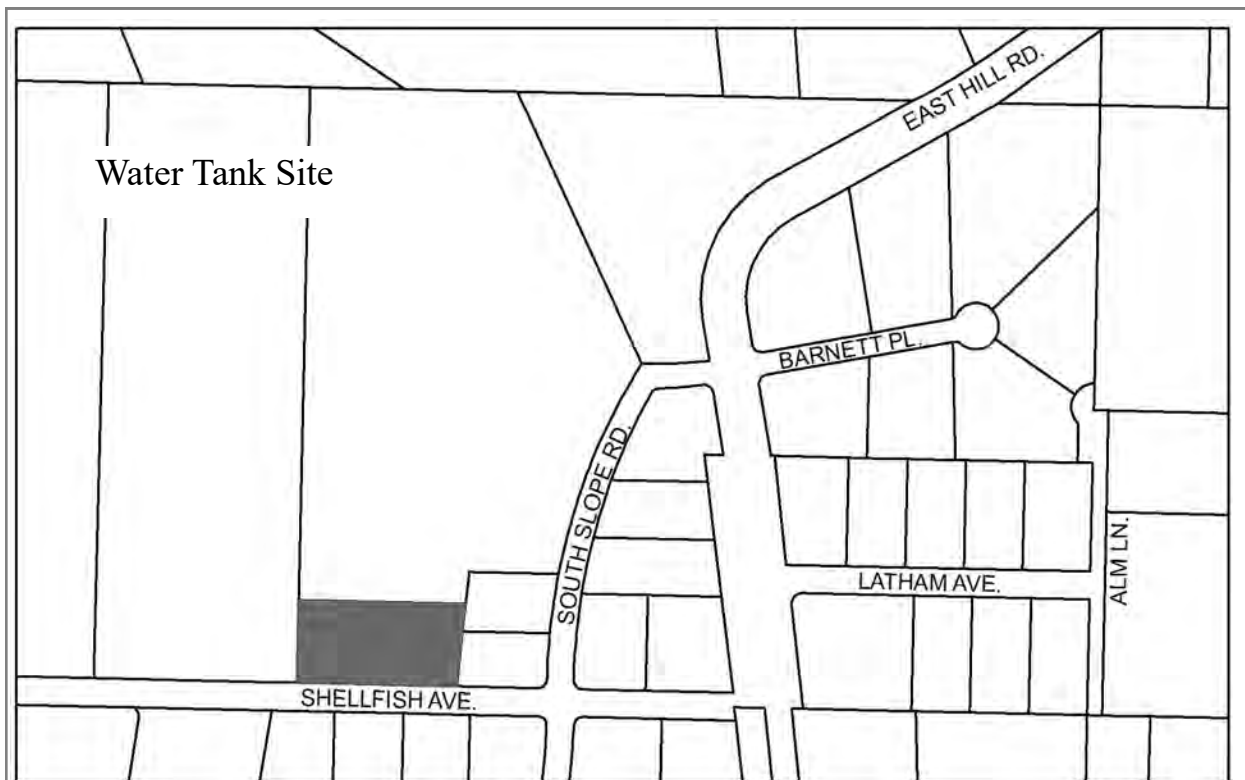 EAST HILL RD.
Water Tank Site
BARNETT PL.
SOUTH SLOPE RD.
ALM LN.
LATHAM AVE.
SHELLFISH AVE.